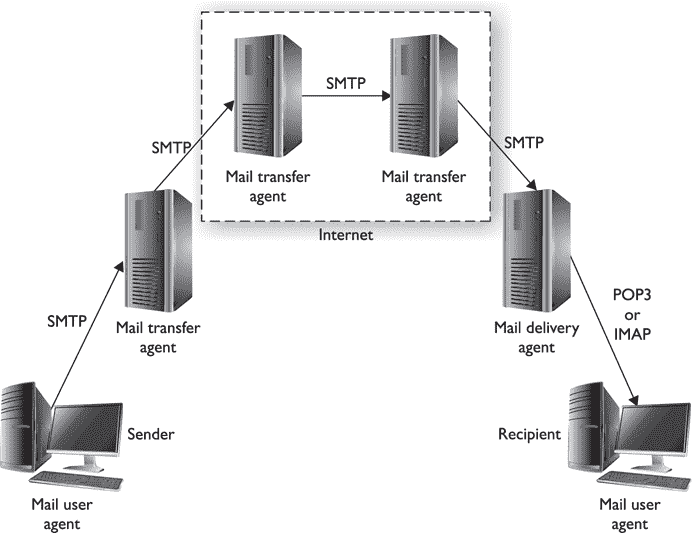 SMTP
Mail transfer
agent
Mail transfer
agent
Internet
SMTP
SMTP
Mail transfer
agent
Mail delivery
agent
SMTP
POP3
or
IMAP
Sender
Recipient
Mail user
agent
Mail user
agent